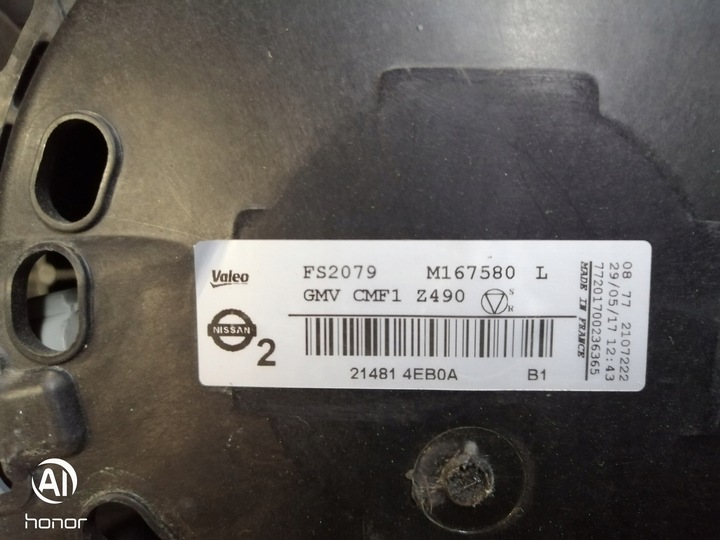 Valeo
FS2079 M167580 L
GMV CMF1 Z490 S R
NISSAN 2
21481 4EB0A B1
MADE IN FRANCE
77201700236365
29/05/17 12:43
08 77 2107222
AI
honor